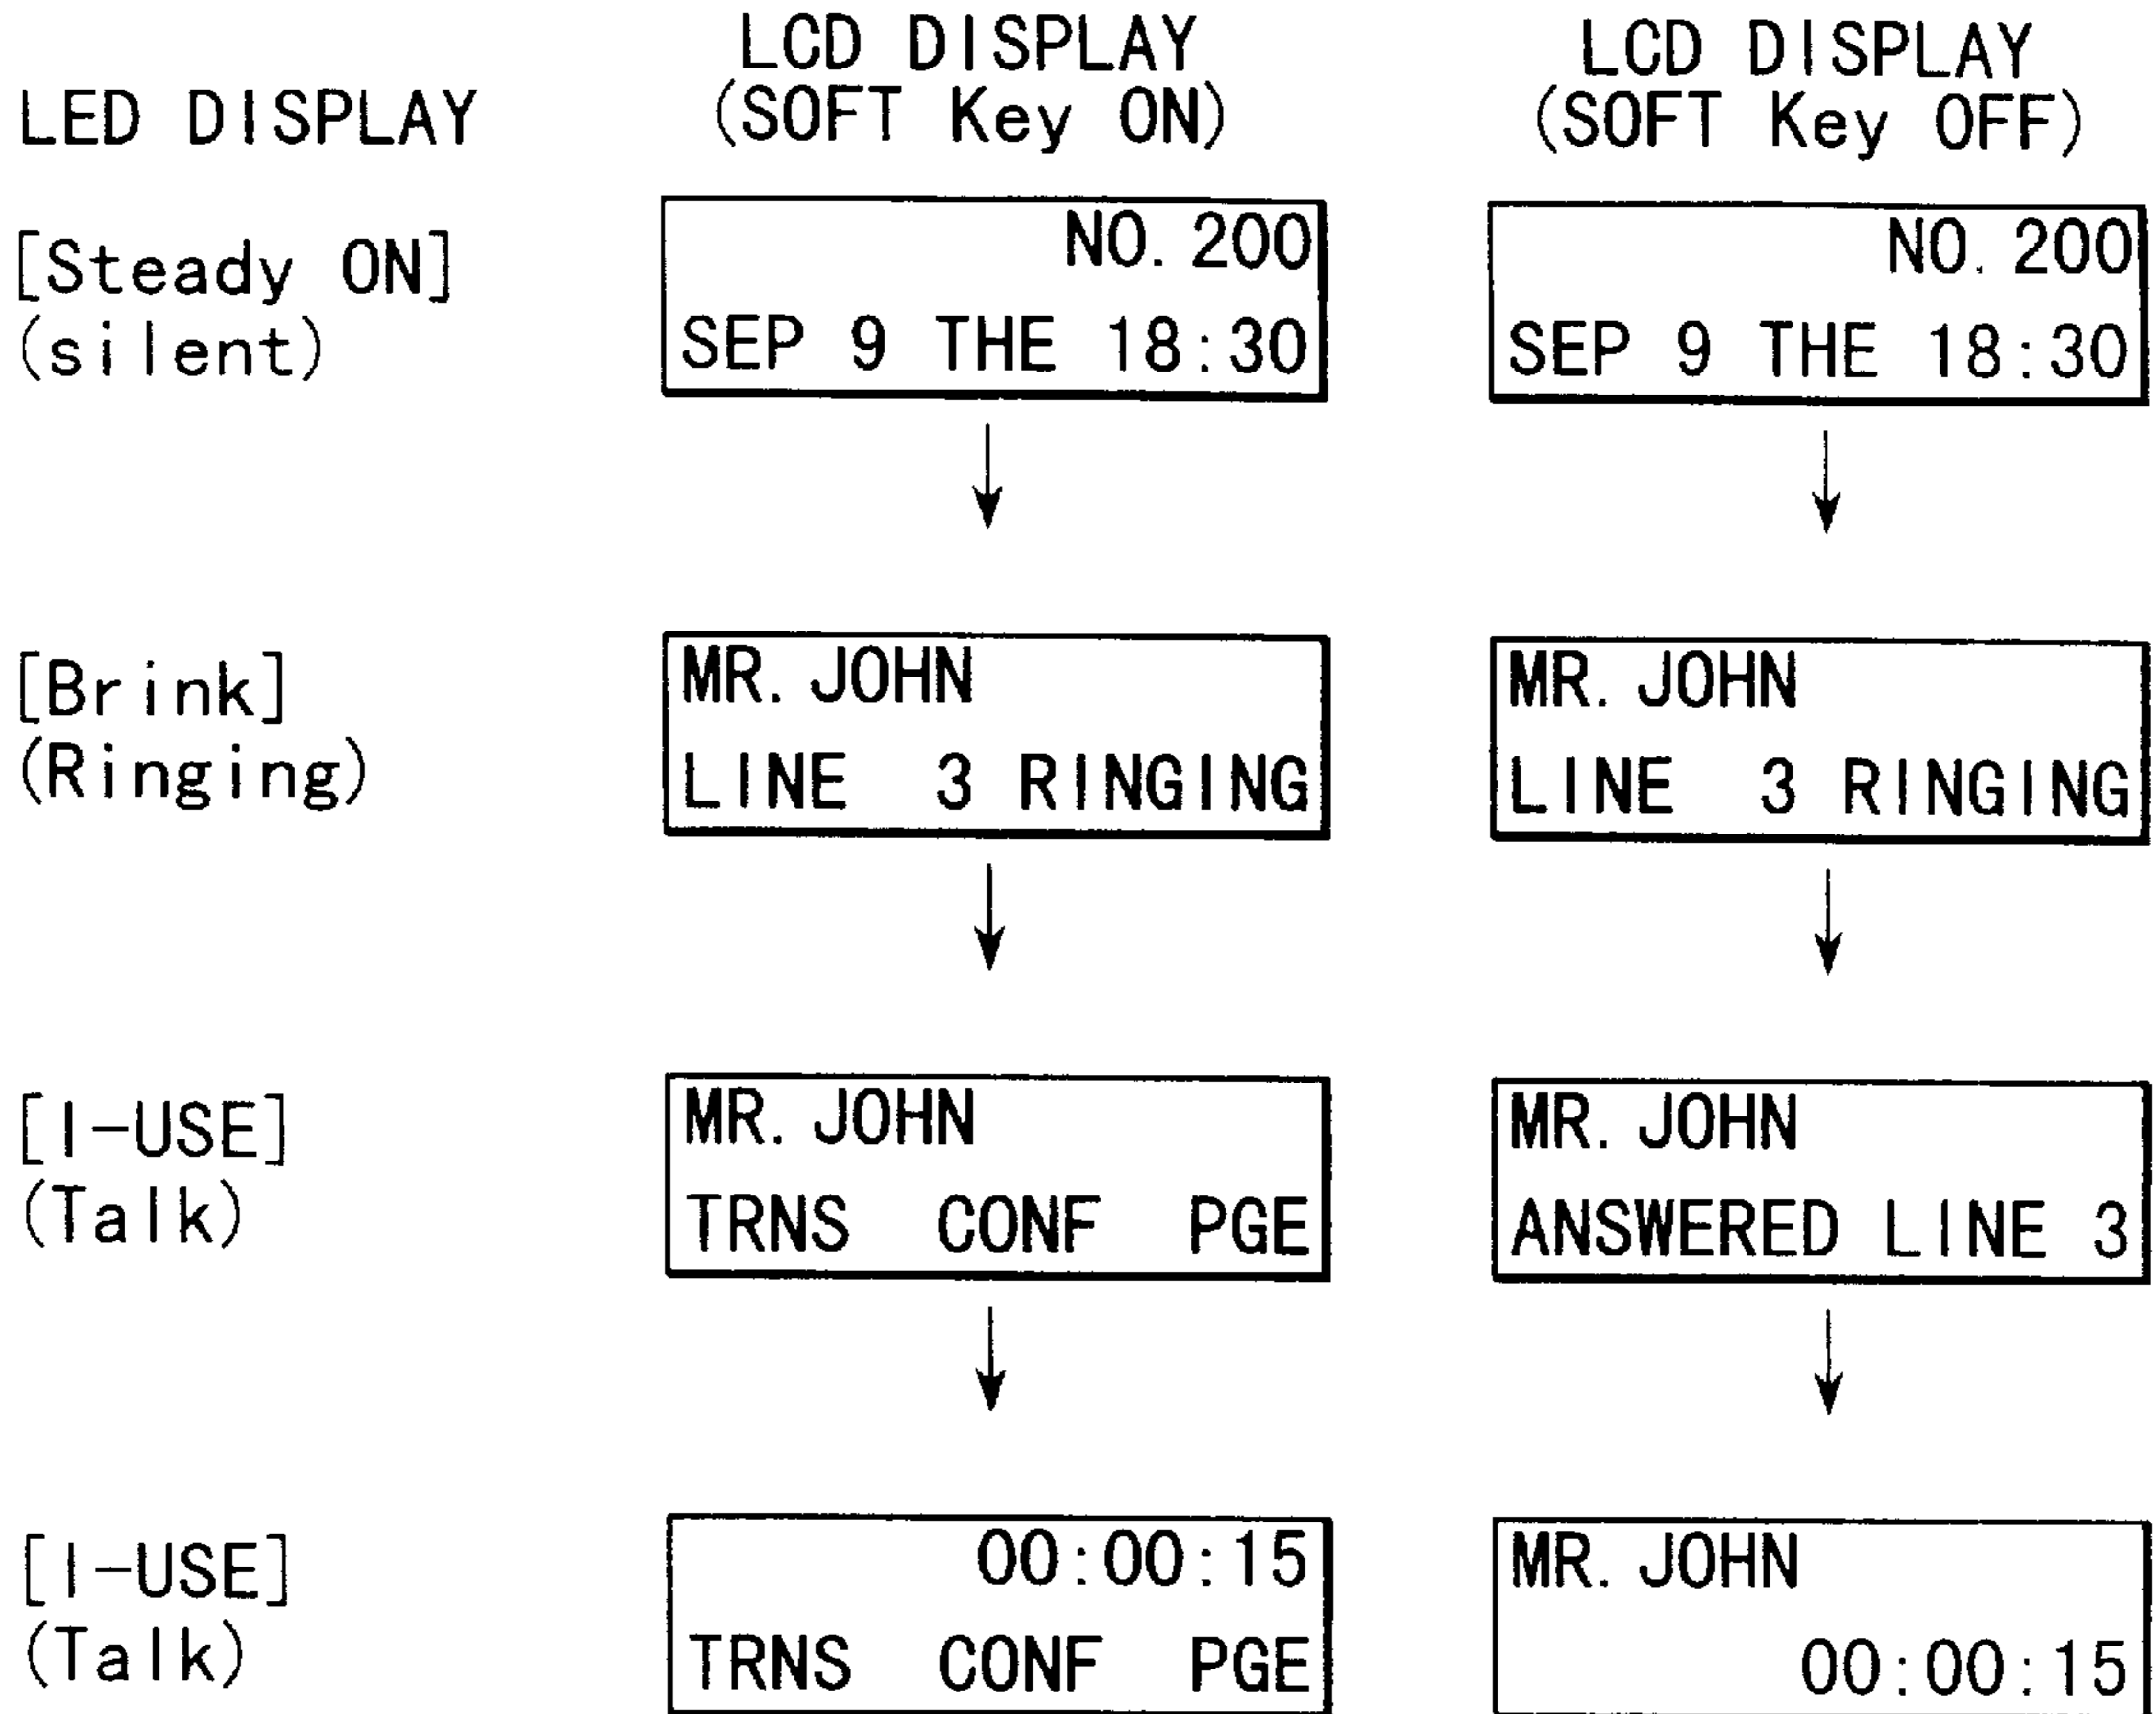 LED DISPLAY
LCD DISPLAY
(SOFT Key ON)
LCD DISPLAY
(SOFT Key OFF)
[Steady ON]
(silent)
NO. 200
SEP 9 THE 18:30
NO. 200
SEP 9 THE 18:30
[Brink]
(Ringing)
MR. JOHN
LINE 3 RINGING
MR. JOHN
LINE 3 RINGING
[I-USE]
(Talk)
MR. JOHN
TRNS CONF PGE
MR. JOHN
ANSWERED LINE 3
[I-USE]
(Talk)
00:00:15
TRNS CONF PGE
MR. JOHN
00:00:15